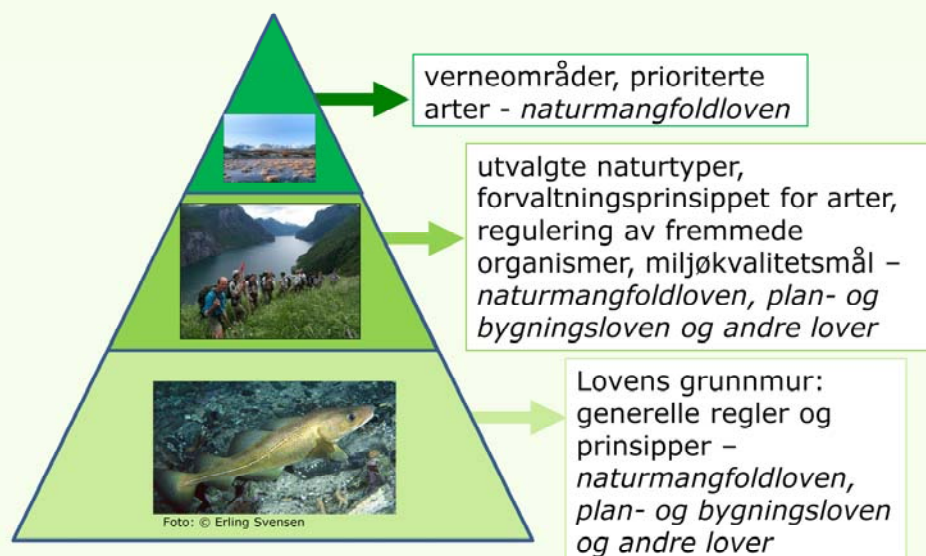 verneområder, prioriterte
arter - naturmangfoldloven
utvalgte naturtyper,
forvaltningsprinsippet for arter,
regulering av fremmede
organismer, miljøkvalitetsmål –
naturmangfoldloven, plan- og
bygningsloven og andre lover
Lovens grunnmur:
generelle regler og
prinsipper –
naturmangfoldloven,
plan- og bygningsloven
og andre lover
Foto: © Erling Svensen